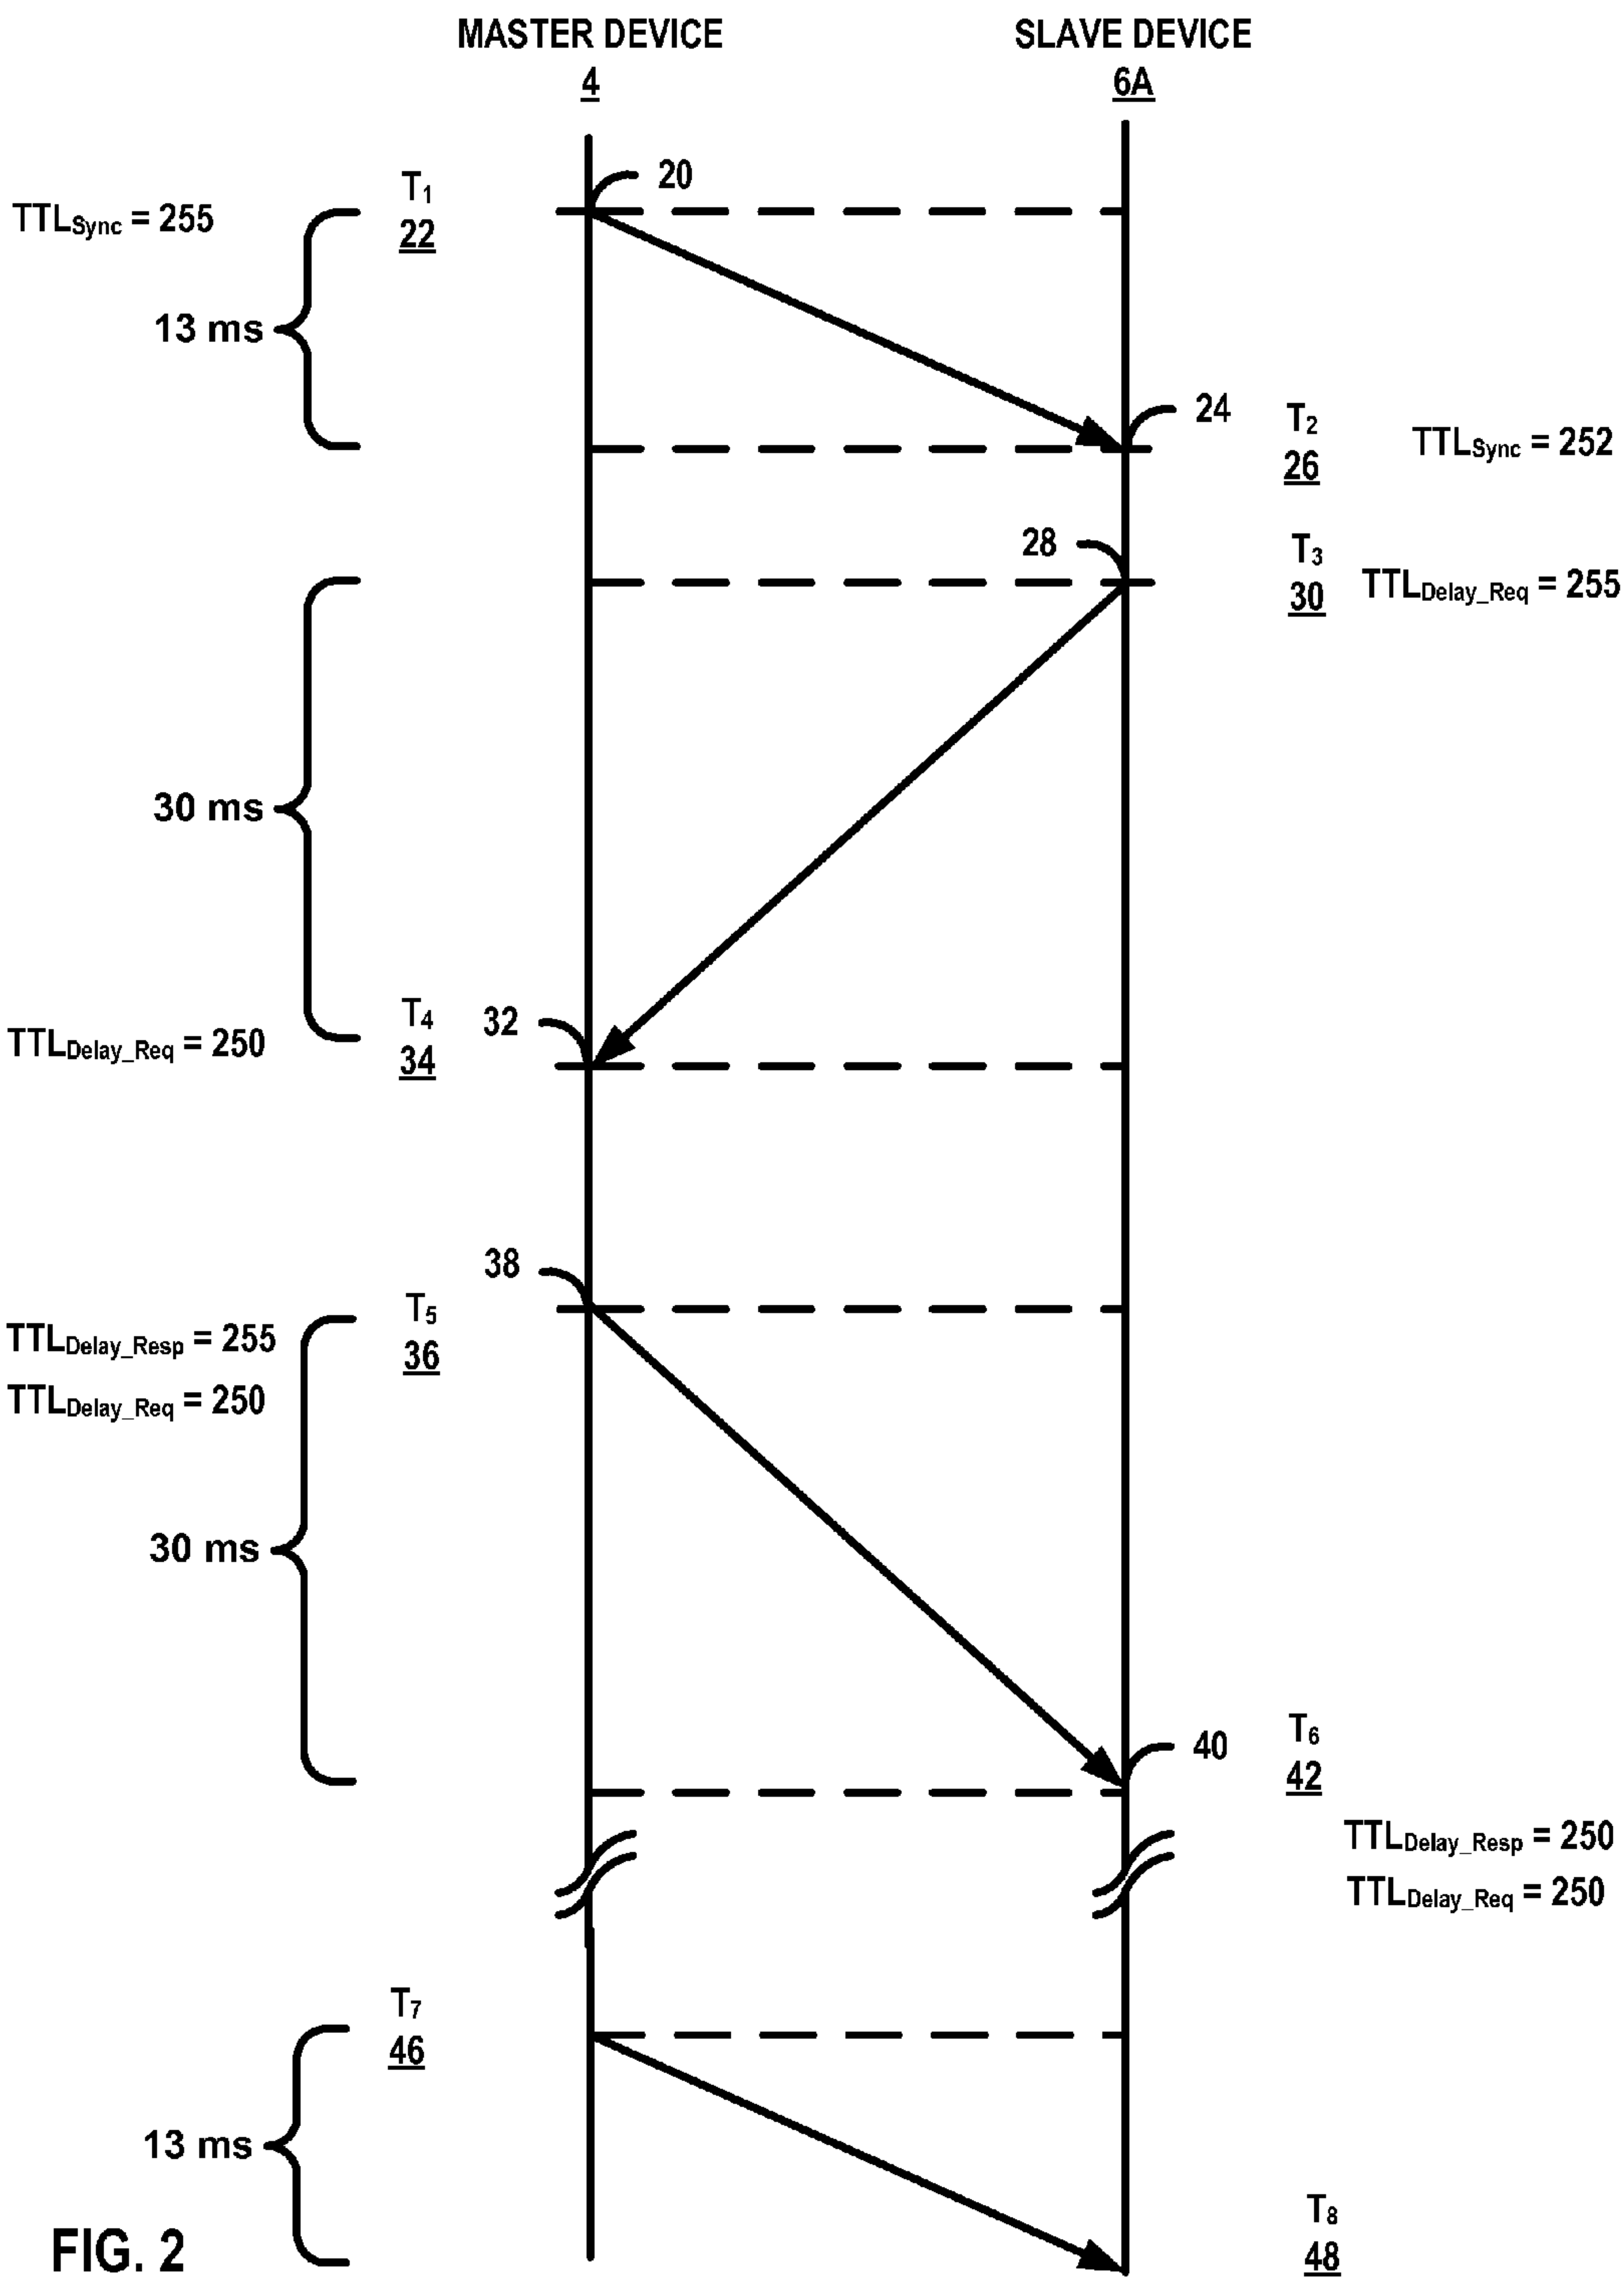 MASTER DEVICE
4
SLAVE DEVICE
6A
T1
22
20
TTLSync = 255
13 ms
24
T2
26
TTLSync = 252
28
T3
30
TTLDelay_Req = 255
30 ms
T4
34
32
TTLDelay_Req = 250
38
T5
36
TTLDelay_Resp = 255
TTLDelay_Req = 250
30 ms
40
T6
42
TTLDelay_Resp = 250
TTLDelay_Req = 250
T7
46
13 ms
T8
48
FIG. 2